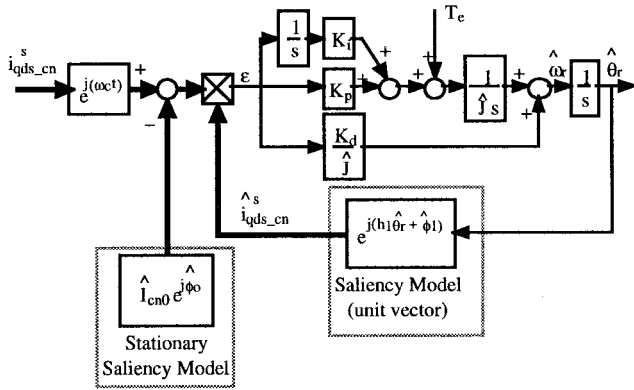 i^s_qds_cn
e^j(ωct)
+
−
ε
1/s
K_i
K_p
K_d/Ĵ
+
+
T_e
+
+
1/(Ĵ s)
+
+
ω̂_r
1/s
θ̂_r
î^s_qds_cn
e^j(h1θ̂r + φ̂1)
Saliency Model
(unit vector)
Î_cn0 e^jφ̂0
Stationary
Saliency Model